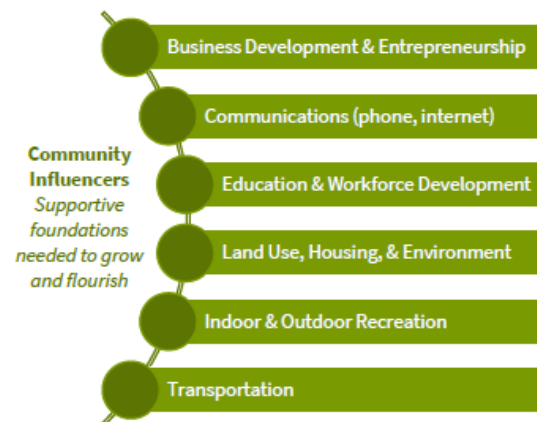 Business Development & Entrepreneurship
Communications (phone, internet)
Community
Influencers
Supportive
foundations
needed to grow
and flourish
Education & Workforce Development
Land Use, Housing, & Environment
Indoor & Outdoor Recreation
Transportation